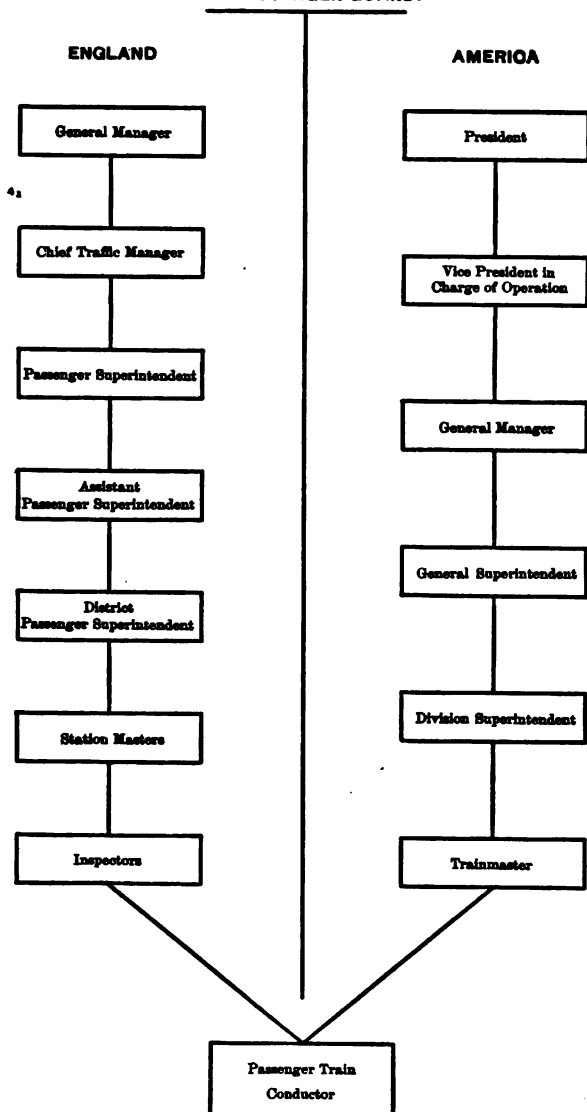 ENGLAND
General Manager
Chief Traffic Manager
Passenger Superintendent
Assistant
Passenger Superintendent
District
Passenger Superintendent
Station Masters
Inspectors
AMERICA
President
Vice President in
Charge of Operation
General Manager
General Superintendent
Division Superintendent
Trainmaster
Passenger Train
Conductor